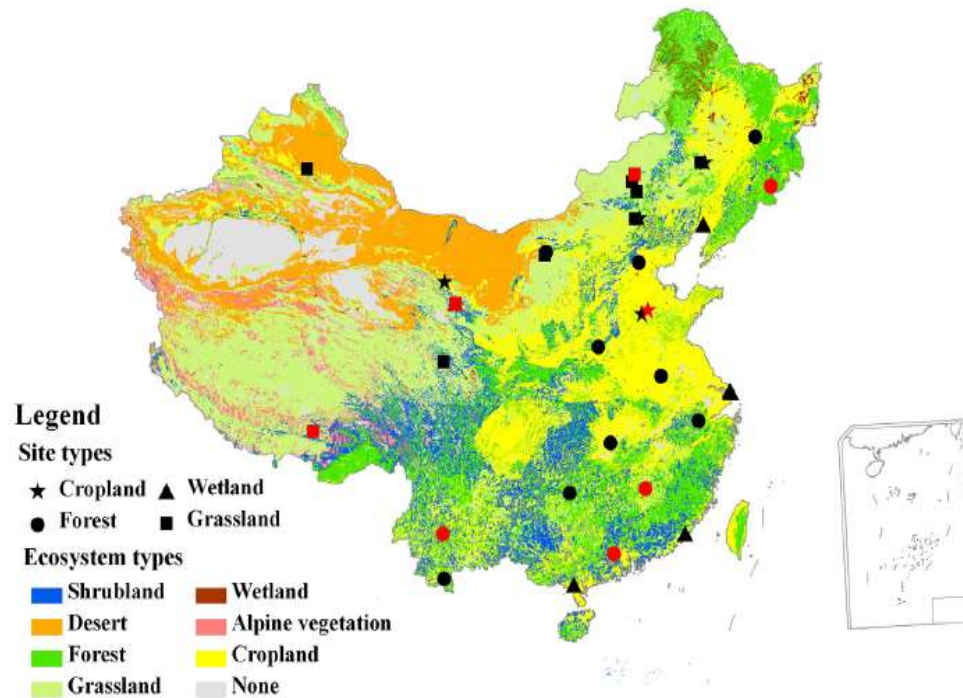 Legend
Site types
Cropland Wetland
Forest Grassland
Ecosystem types
Shrubland Wetland
Desert Alpine vegetation
Forest Cropland
Grassland None